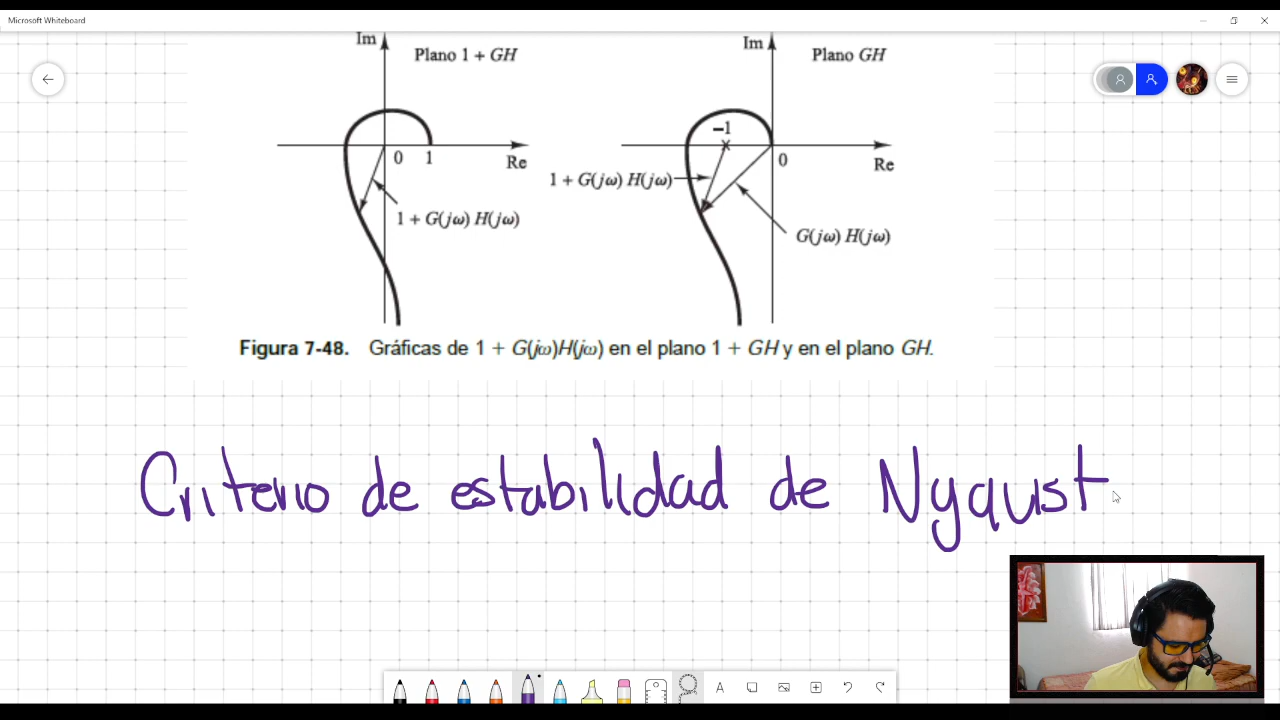 Microsoft Whiteboard
Im
Plano 1 + GH
Im
Plano GH
−1
0
1
Re
1 + G(jω) H(jω)
0
Re
1 + G(jω) H(jω)
G(jω) H(jω)
Figura 7-48. Gráficas de 1 + G(jω)H(jω) en el plano 1 + GH y en el plano GH.
Criterio de estabilidad de Nyquist
A